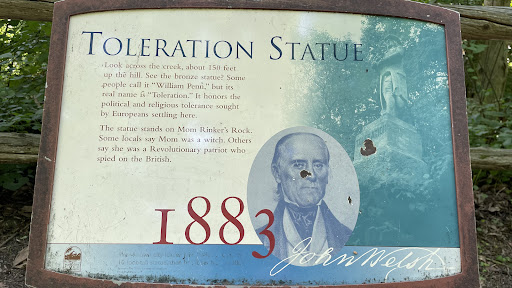 TOLERATION STATUE
Look across the creek, about 150 feet
up the hill. See the bronze statue? Some
people call it "William Penn," but its
real name is "Toleration." It honors the
political and religious tolerance sought
by Europeans settling here.
The statue stands on Mom Rinker's Rock.
Some locals say Mom was a witch. Others
say she was a Revolutionary patriot who
spied on the British.
1883
John Welsh